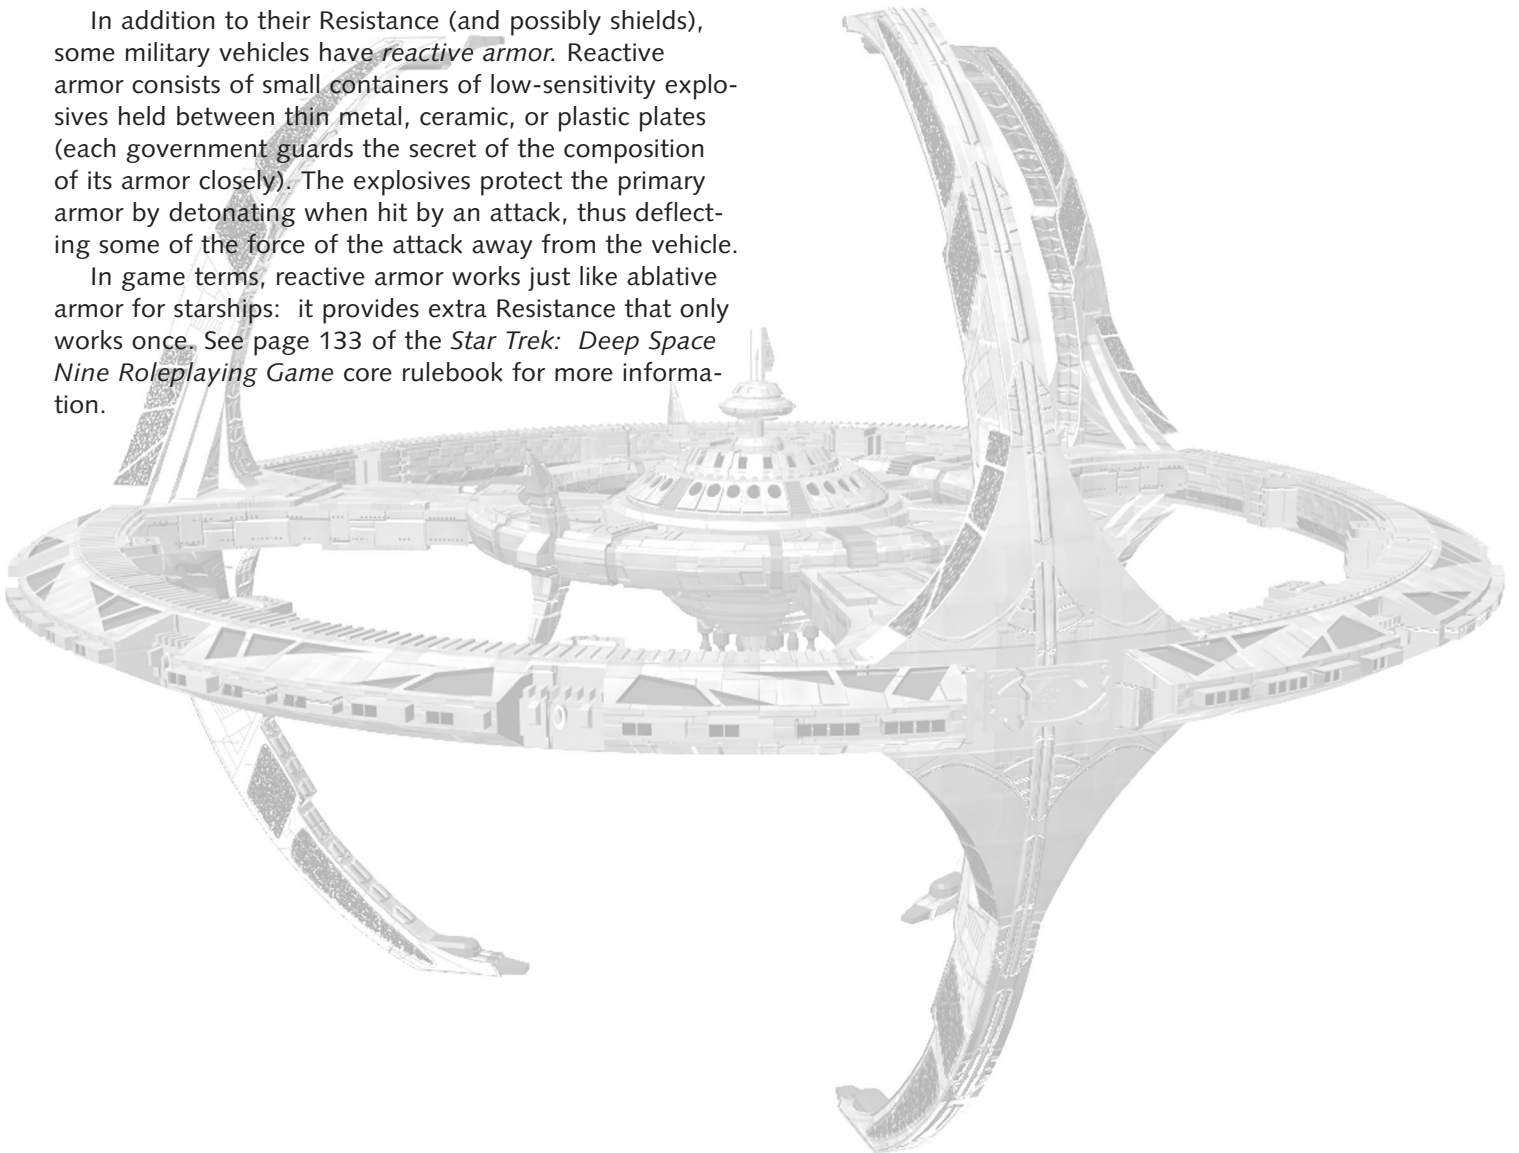 In addition to their Resistance (and possibly shields),
some military vehicles have reactive armor. Reactive
armor consists of small containers of low-sensitivity explo-
sives held between thin metal, ceramic, or plastic plates
(each government guards the secret of the composition
of its armor closely). The explosives protect the primary
armor by detonating when hit by an attack, thus deflect-
ing some of the force of the attack away from the vehicle.
In game terms, reactive armor works just like ablative
armor for starships:  it provides extra Resistance that only
works once. See page 133 of the Star Trek:  Deep Space
Nine Roleplaying Game core rulebook for more informa-
tion.